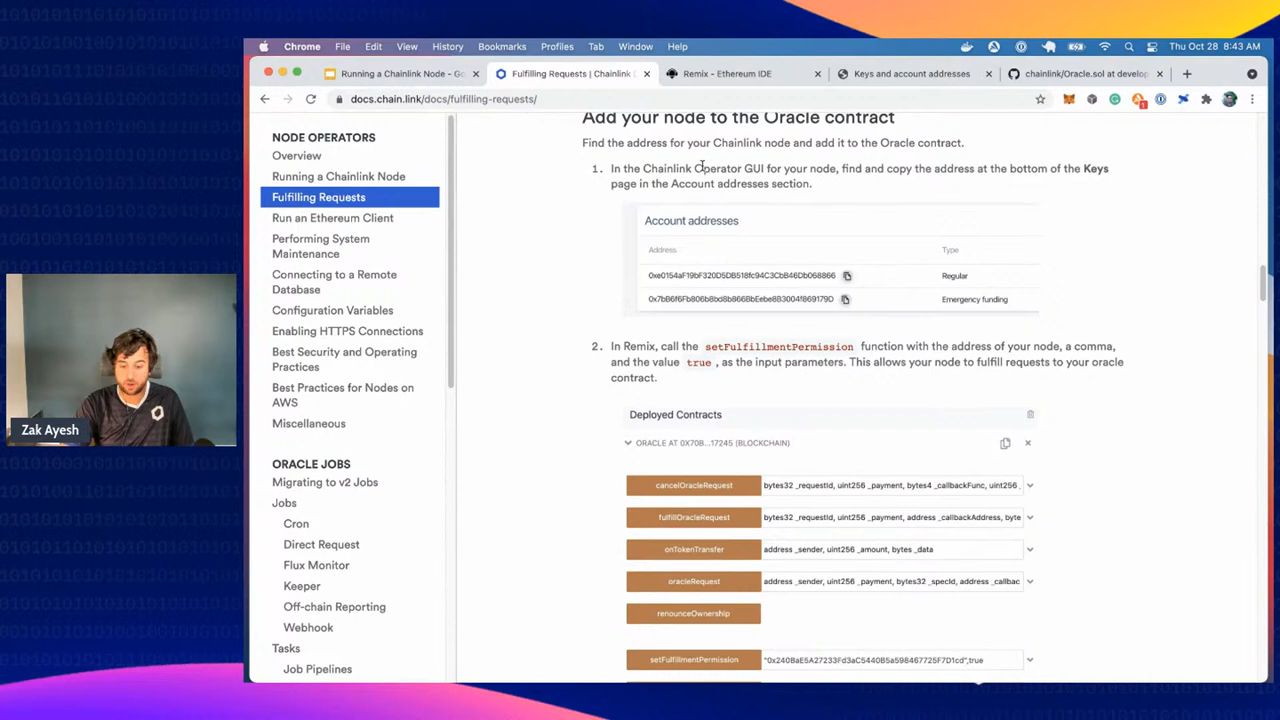 Chrome File Edit View History Bookmarks Profiles Tab Window Help Thu Oct 28 8:43 AM
Running a Chainlink Node - Go
Fulfilling Requests | Chainlink
Remix - Ethereum IDE
Keys and account addresses
chainlink/Oracle.sol at develop
docs.chain.link/docs/fulfilling-requests/
NODE OPERATORS
Overview
Running a Chainlink Node
Fulfilling Requests
Run an Ethereum Client
Performing System
Maintenance
Connecting to a Remote
Database
Configuration Variables
Enabling HTTPS Connections
Best Security and Operating
Practices
Best Practices for Nodes on
AWS
Miscellaneous
ORACLE JOBS
Migrating to v2 Jobs
Jobs
Cron
Direct Request
Flux Monitor
Keeper
Off-chain Reporting
Webhook
Tasks
Job Pipelines
Add your node to the Oracle contract
Find the address for your Chainlink node and add it to the Oracle contract.
1. In the Chainlink Operator GUI for your node, find and copy the address at the bottom of the Keys
page in the Account addresses section.
Account addresses
Address Type
0xe0154aF19bF320D5DB518fc94C3CbB46Db068866 Regular
0x7bB6f6Fb806b8bd8b866BbEebe8B3004f869179D Emergency funding
2. In Remix, call the setFulfillmentPermission function with the address of your node, a comma,
and the value true , as the input parameters. This allows your node to fulfill requests to your oracle
contract.
Deployed Contracts
ORACLE AT 0X70B...17245 (BLOCKCHAIN)
cancelOracleRequest bytes32 _requestId, uint256 _payment, bytes4 _callbackFunc, uint256 _
fulfillOracleRequest bytes32 _requestId, uint256 _payment, address _callbackAddress, byte
onTokenTransfer address _sender, uint256 _amount, bytes _data
oracleRequest address _sender, uint256 _payment, bytes32 _specId, address _callbac
renounceOwnership
setFulfillmentPermission "0x240BaE5A27233Fd3aC5440B5a598467725F7D1cd",true
Zak Ayesh